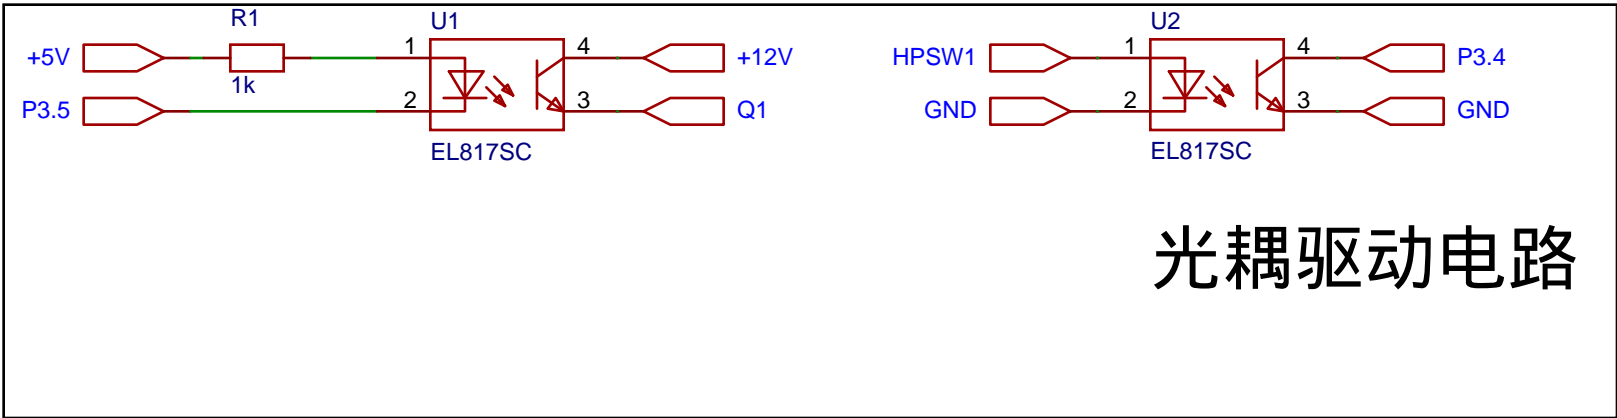 R1
U1
U2
+5V
1
4
+12V
HPSW1
1
4
P3.4
1k
P3.5
2
3
Q1
GND
2
3
GND
EL817SC
EL817SC
光耦驱动电路